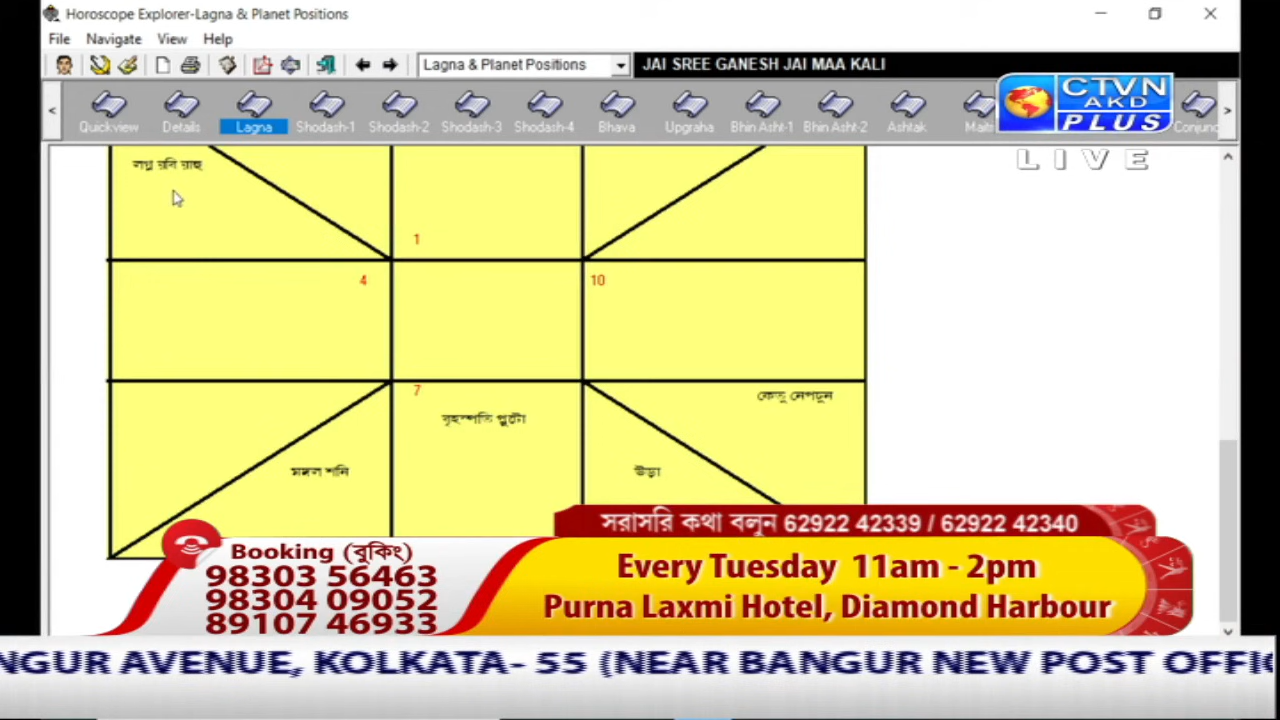 Horoscope Explorer-Lagna & Planet Positions
File Navigate View Help
Lagna & Planet Positions
JAI SREE GANESH JAI MAA KALI
Quickview Details Lagna Shodash-1 Shodash-2 Shodash-3 Shodash-4 Bhava Upgraha Bhin Asht-1 Bhin Asht-2 Ashtak Maitri Conjunc
CTVN
AKD
PLUS
LIVE
লগ্ন রবি রাহু
1
4
10
7
কেতু নেপচুন
বৃহস্পতি প্লুটো
মঙ্গল শনি
সরাসরি কথা বলুন 62922 42339 / 62922 42340
Booking (বুকিং)
98303 56463
98304 09052
89107 46933
Every Tuesday 11am - 2pm
Purna Laxmi Hotel, Diamond Harbour
NGUR AVENUE, KOLKATA- 55 (NEAR BANGUR NEW POST OFFIC